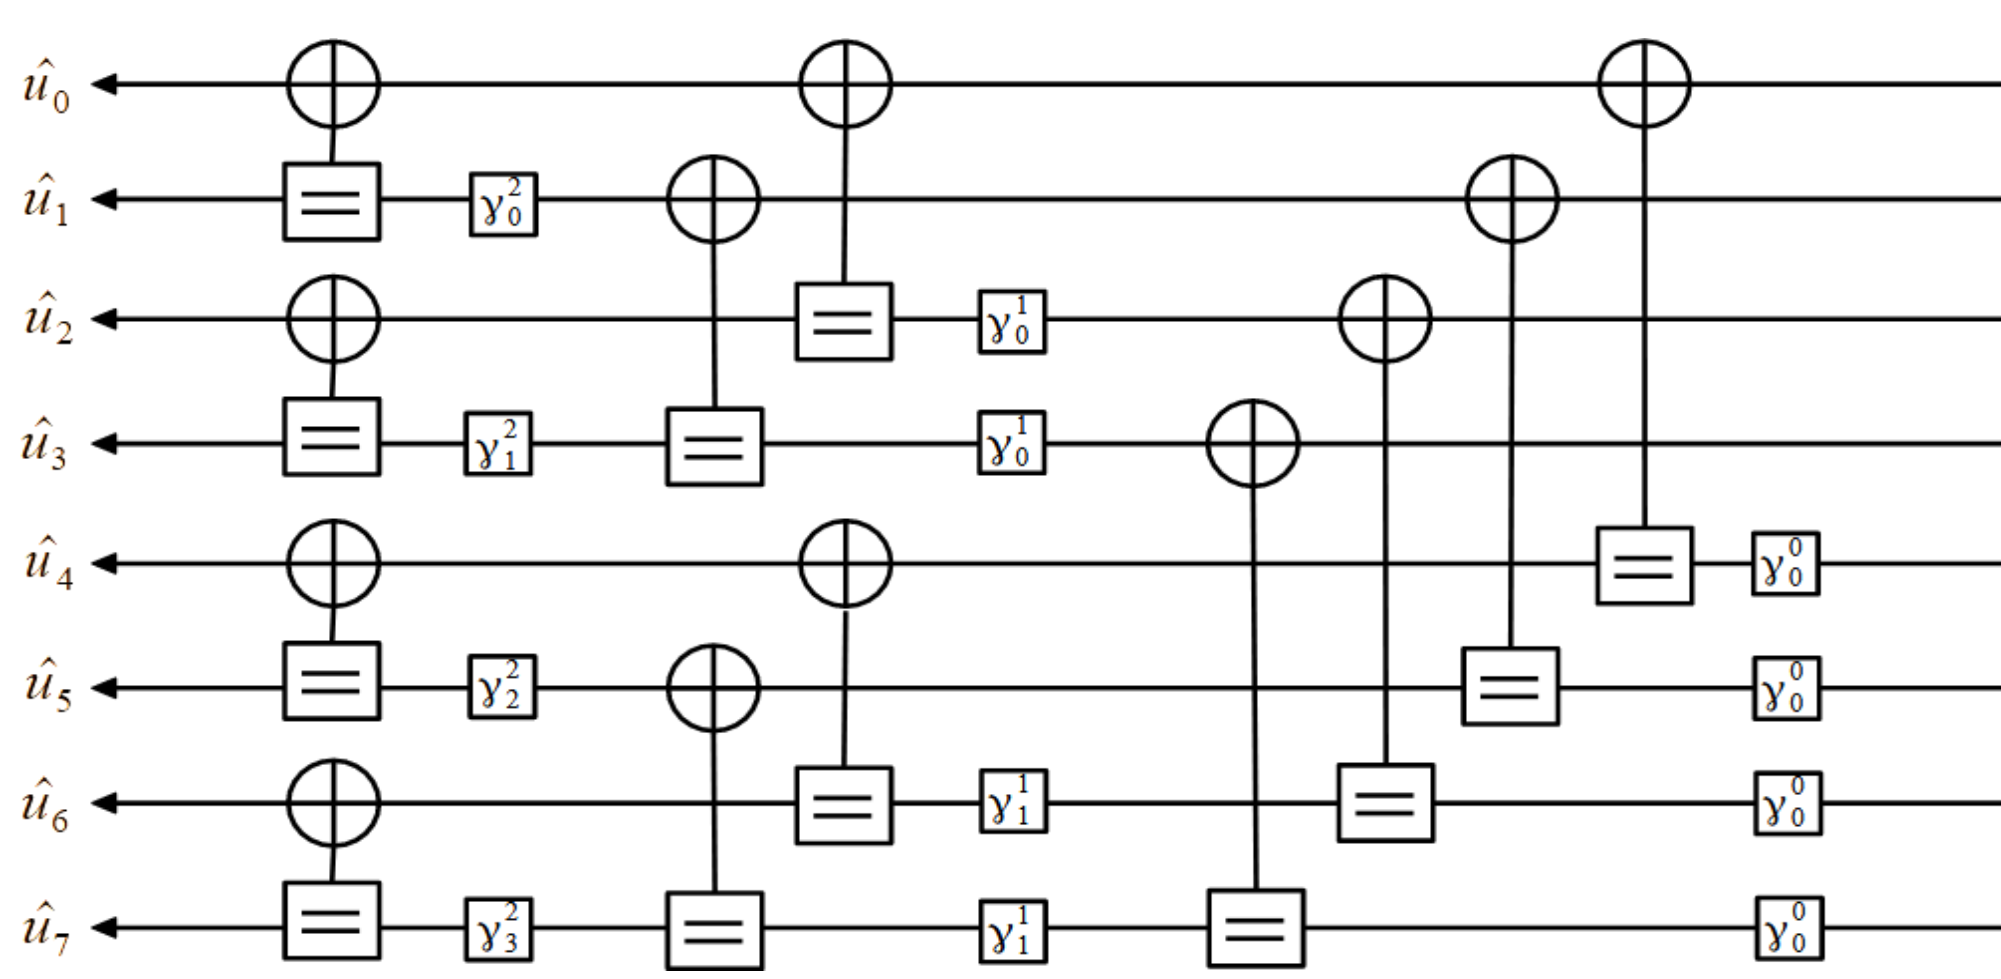 û₀
û₁ = γ₀²
û₂ = γ₀¹
û₃ = γ₁² = γ₀¹
û₄ = γ₀⁰
û₅ = γ₂² = γ₀⁰
û₆ = γ₁¹ = γ₀⁰
û₇ = γ₃² = γ₁¹ = γ₀⁰